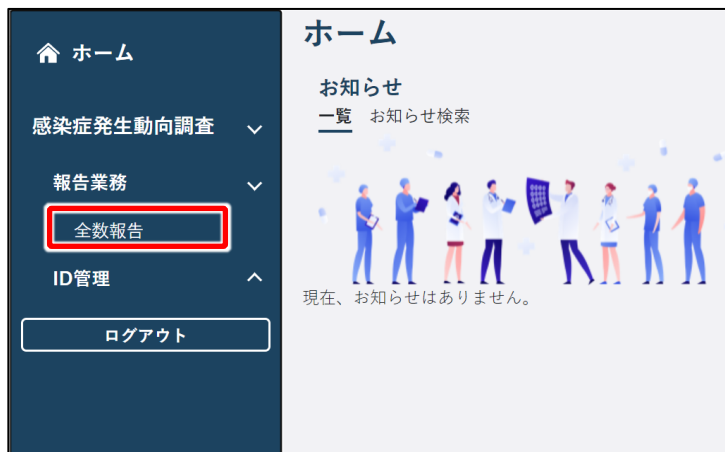 ホーム
感染症発生動向調査
報告業務
全数報告
ID管理
ログアウト
ホーム
お知らせ
一覧 お知らせ検索
現在、お知らせはありません。